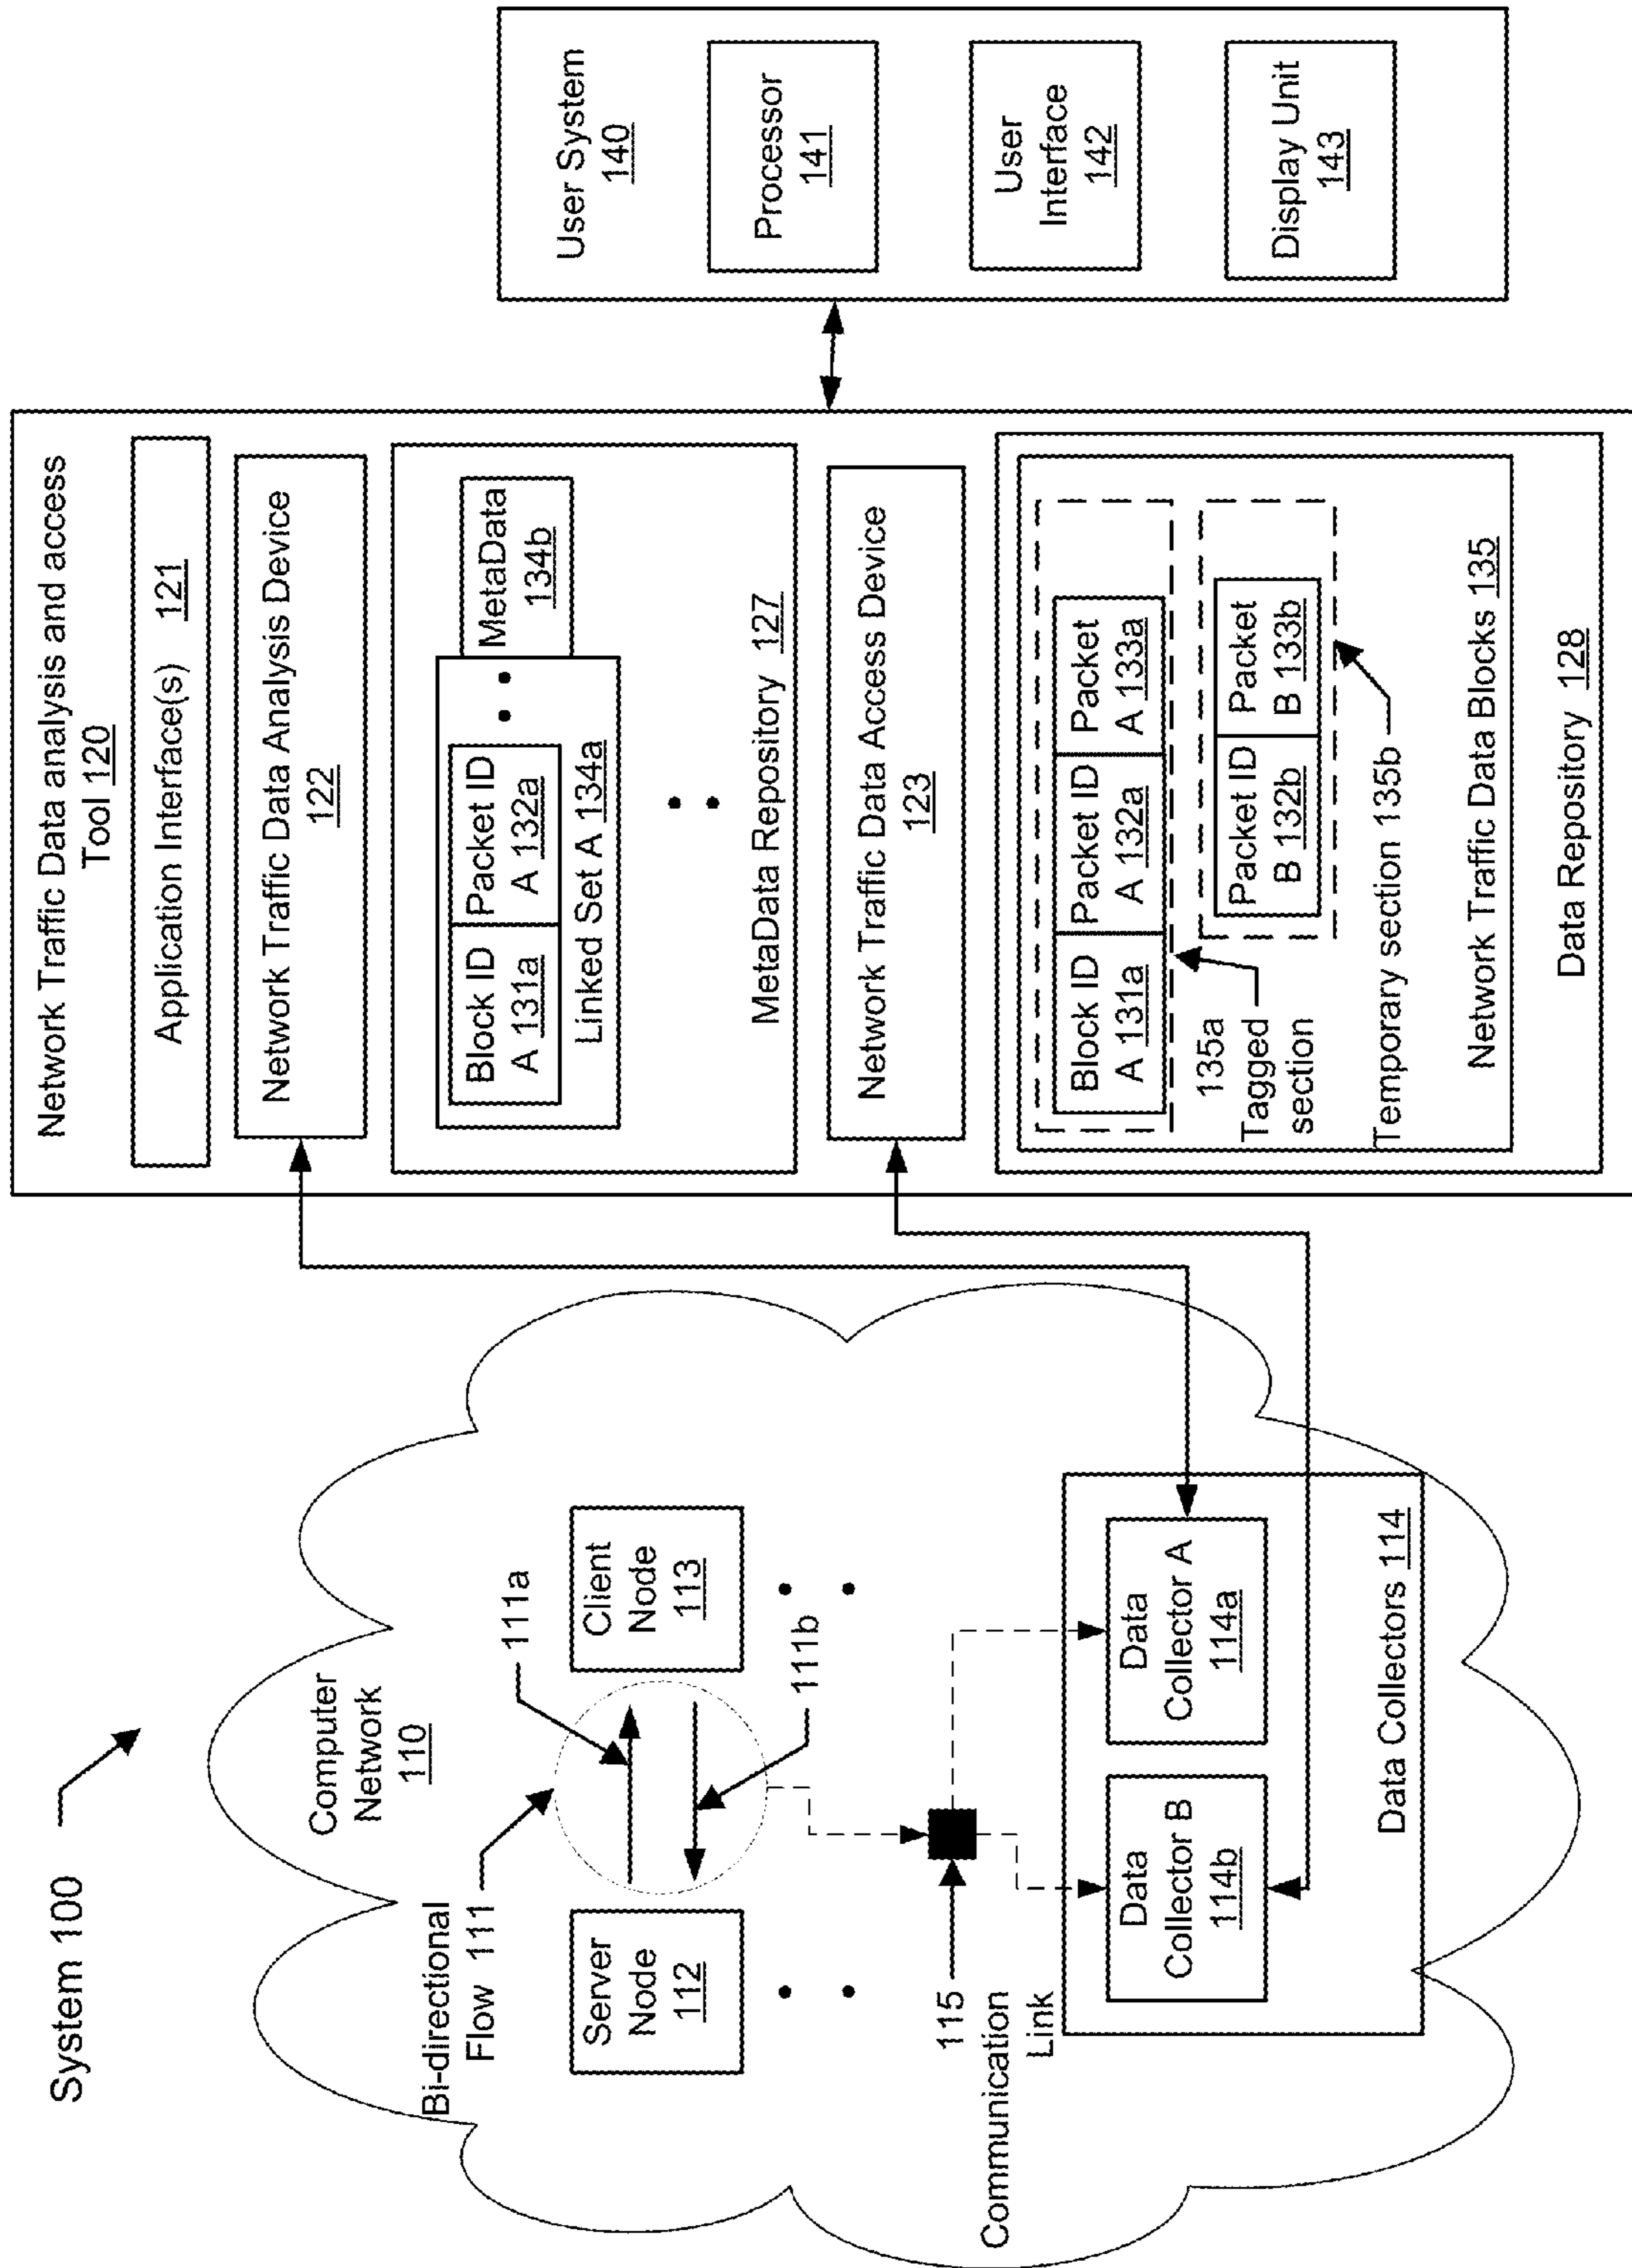 System 100
Computer
Network
110
Bi-directional
Flow 111
111a
111b
Server
Node
112
Client
Node
113
115
Communication
Link
Data
Collector B
114b
Data
Collector A
114a
Data Collectors 114
Network Traffic Data analysis and access
Tool 120
Application Interface(s) 121
Network Traffic Data Analysis Device
122
Block ID
A 131a
Packet ID
A 132a
Linked Set A 134a
MetaData
134b
MetaData Repository 127
Network Traffic Data Access Device
123
Block ID
A 131a
Packet ID
A 132a
Packet
A 133a
135a
Tagged
section
Packet ID
B 132b
Packet
B 133b
Temporary section 135b
Network Traffic Data Blocks 135
Data Repository 128
User System
140
Processor
141
User
Interface
142
Display Unit
143